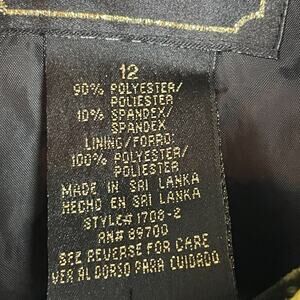 12
90% POLYESTER/
POLIESTER
10% SPANDEX/
SPANDEX
LINING/FORRO:
100% POLYESTER/
POLIESTER
MADE IN SRI LANKA
HECHO EN SRI LANKA
STYLE# 1708-2
RN# 89700
SEE REVERSE FOR CARE
VER AL DORSO PARA CUIDADO